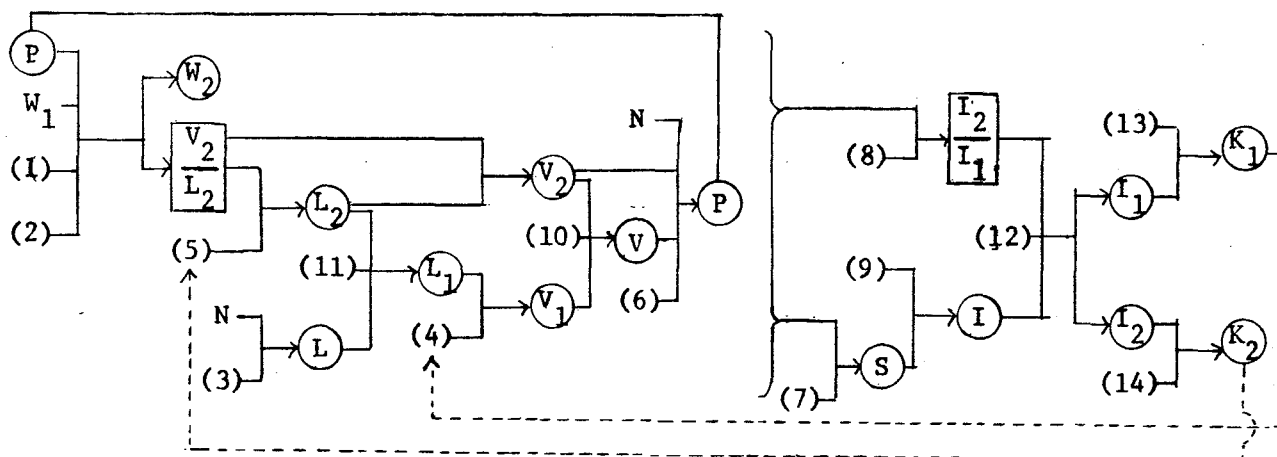 P
W₁
(1)
(2)
W₂
V₂
L₂
(5)
N
(3)
L₂
(11)
L
L₁
(4)
V₂
(10)
V₁
V
N
(6)
P
(8)
I₂
I₁
(9)
(7)
S
I
(12)
I₁
I₂
(13)
(14)
K₁
K₂